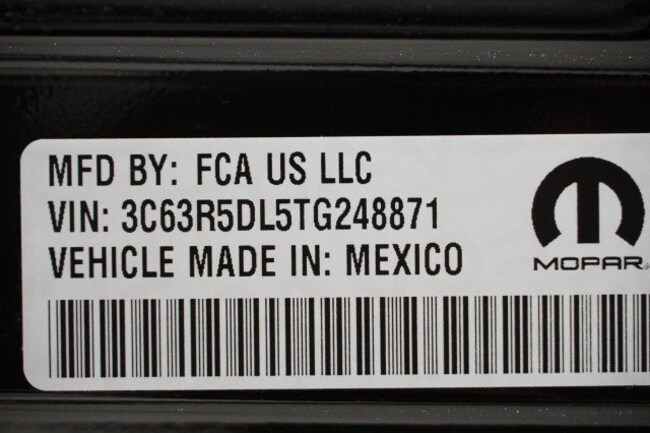 MFD BY: FCA US LLC
VIN: 3C63R5DL5TG248871
VEHICLE MADE IN: MEXICO
MOPAR